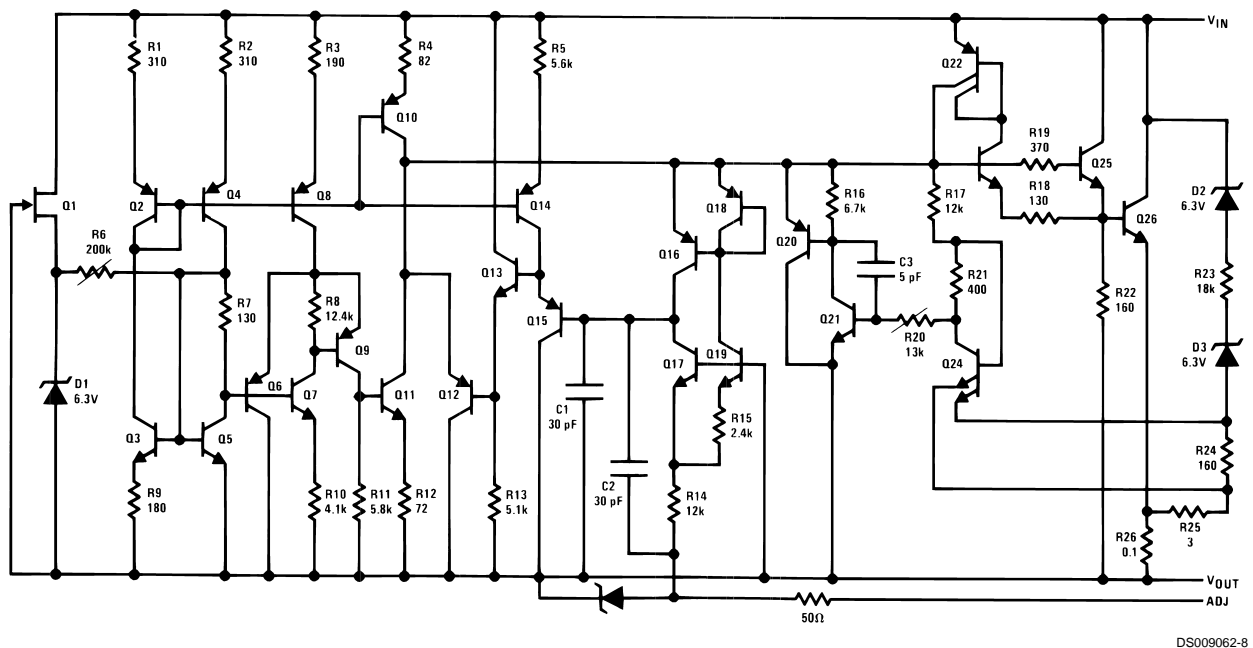 VIN
R1
310
R2
310
R3
190
R4
82
R5
5.6k
Q22
Q10
R19
370
Q25
Q1
Q2
Q4
Q8
Q14
Q18
R16
6.7k
R17
12k
R18
130
Q26
D2
6.3V
R6
200k
Q16
Q20
C3
5 pF
R7
130
R8
12.4k
Q13
Q15
R21
400
R22
160
R23
18k
Q9
Q21
R20
13k
D1
6.3V
Q6
Q7
Q11
Q12
Q17
Q19
Q24
D3
6.3V
C1
30 pF
R15
2.4k
Q3
Q5
R24
160
R9
180
R10
4.1k
R11
5.8k
R12
72
R13
5.1k
C2
30 pF
R14
12k
R25
3
R26
0.1
VOUT
ADJ
50Ω
DS009062-8